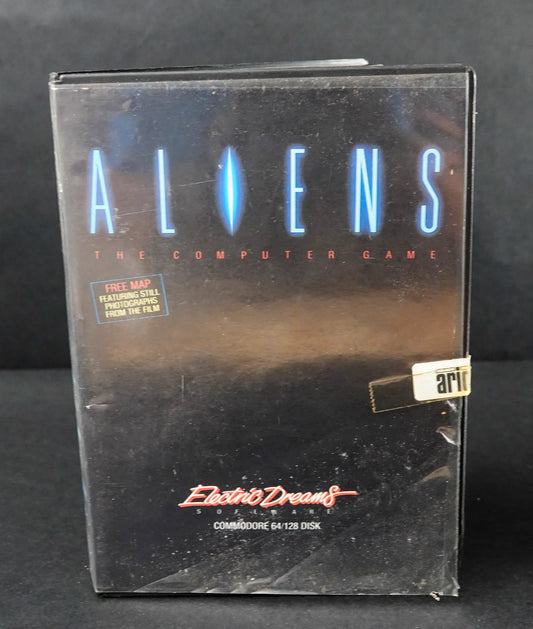 ALIENS
THE COMPUTER GAME
FREE MAP
FEATURING STILL
PHOTOGRAPHS
FROM THE FILM
Electric Dreams
SOFTWARE
COMMODORE 64/128 DISK